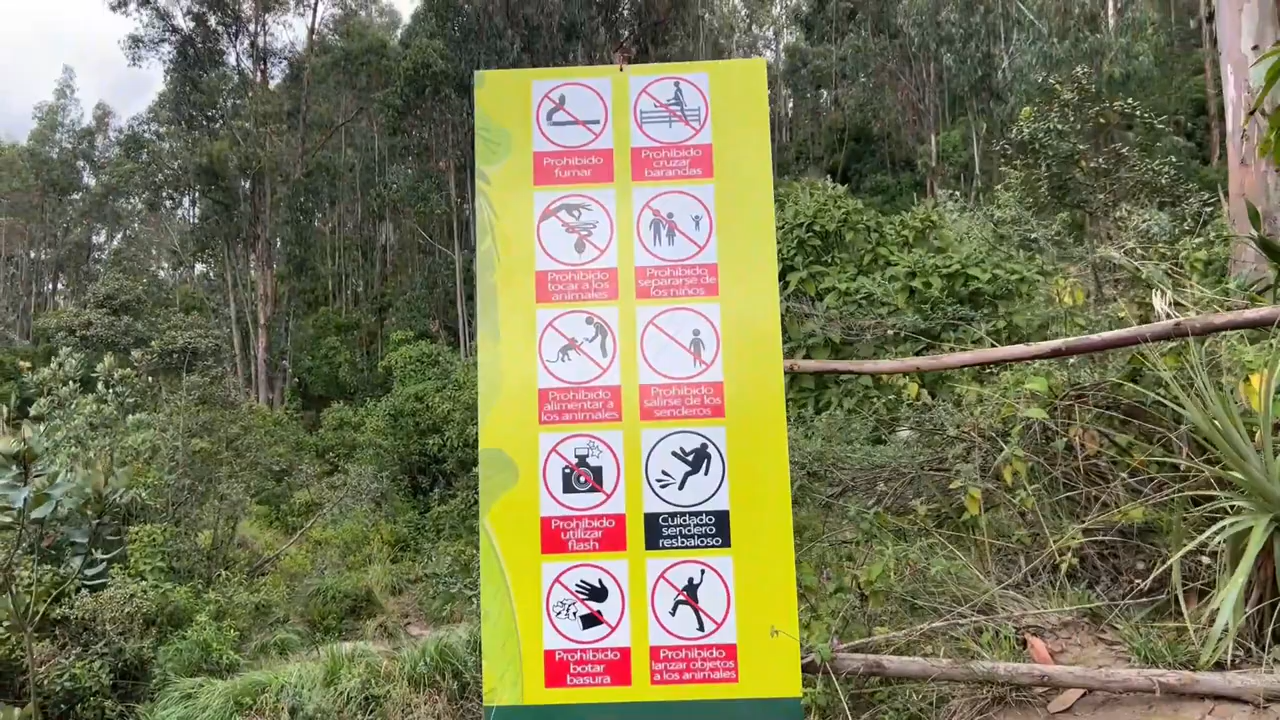 Prohibido
fumar
Prohibido
cruzar
barandas
Prohibido
tocar a los
animales
Prohibido
separarse de
los niños
Prohibido
alimentar a
los animales
Prohibido
salirse de los
senderos
Prohibido
utilizar
flash
Cuidado
sendero
resbaloso
Prohibido
botar
basura
Prohibido
lanzar objetos
a los animales